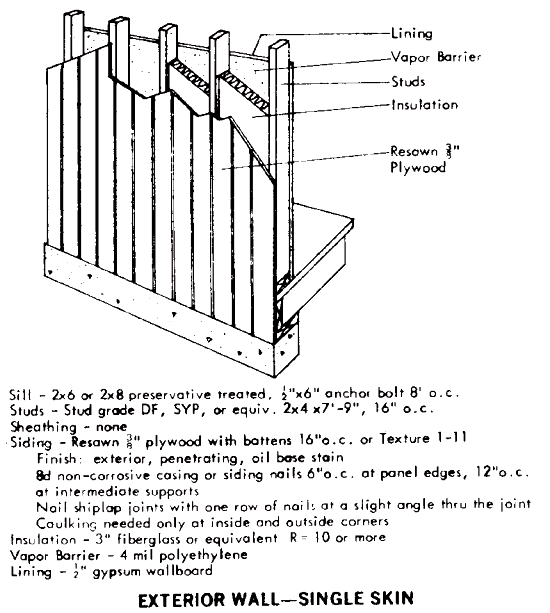 Lining
Vapor Barrier
Studs
Insulation
Resawn 3/8"
Plywood
Sill - 2x6 or 2x8 preservative treated, 1/2"x6" anchor bolt 8' o.c.
Studs - Stud grade DF, SYP, or equiv. 2x4 x7'-9", 16" o.c.
Sheathing - none
Siding - Resawn 3/8" plywood with battens 16"o.c. or Texture 1-11
Finish: exterior, penetrating, oil base stain
8d non-corrosive casing or siding nails 6"o.c. at panel edges, 12"o.c.
at intermediate supports
Nail shiplap joints with one row of nails at a slight angle thru the joint
Caulking needed only at inside and outside corners
Insulation - 3" fiberglass or equivalent R = 10 or more
Vapor Barrier - 4 mil polyethylene
Lining - 1/2" gypsum wallboard
EXTERIOR WALL—SINGLE SKIN